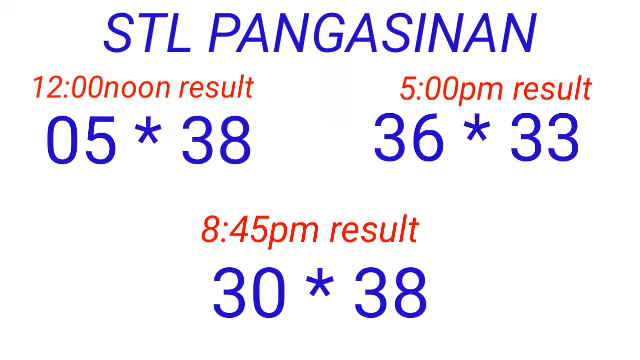 STL PANGASINAN
12:00noon result
05 * 38
5:00pm result
36 * 33
8:45pm result
30 * 38